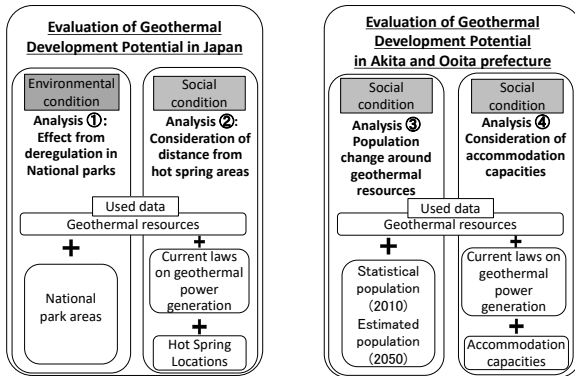 Evaluation of Geothermal
Development Potential in Japan
Environmental
condition
Analysis ①:
Effect from
deregulation in
National parks
Social
condition
Analysis ②:
Consideration of
distance from
hot spring areas
Used data
Geothermal resources
+
National
park areas
+
Current laws
on geothermal
power
generation
+
Hot Spring
Locations
Evaluation of Geothermal
Development Potential
in Akita and Ooita prefecture
Social
condition
Analysis ③
Population
change around
geothermal
resources
Social
condition
Analysis ④
Consideration of
accommodation
capacities
Used data
Geothermal resources
+
Statistical
population
(2010)
Estimated
population
(2050)
+
Current laws on
geothermal
power
generation
+
Accommodation
capacities